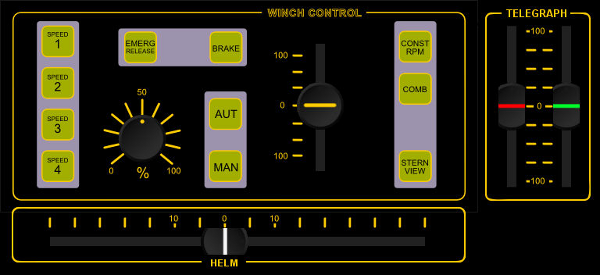 WINCH CONTROL
TELEGRAPH
SPEED
1
SPEED
2
SPEED
3
SPEED
4
EMERG
RELEASE
BRAKE
50
0
100
%
AUT
MAN
100
0
100
CONST
RPM
COMB
STERN
VIEW
100
0
100
10
0
10
HELM